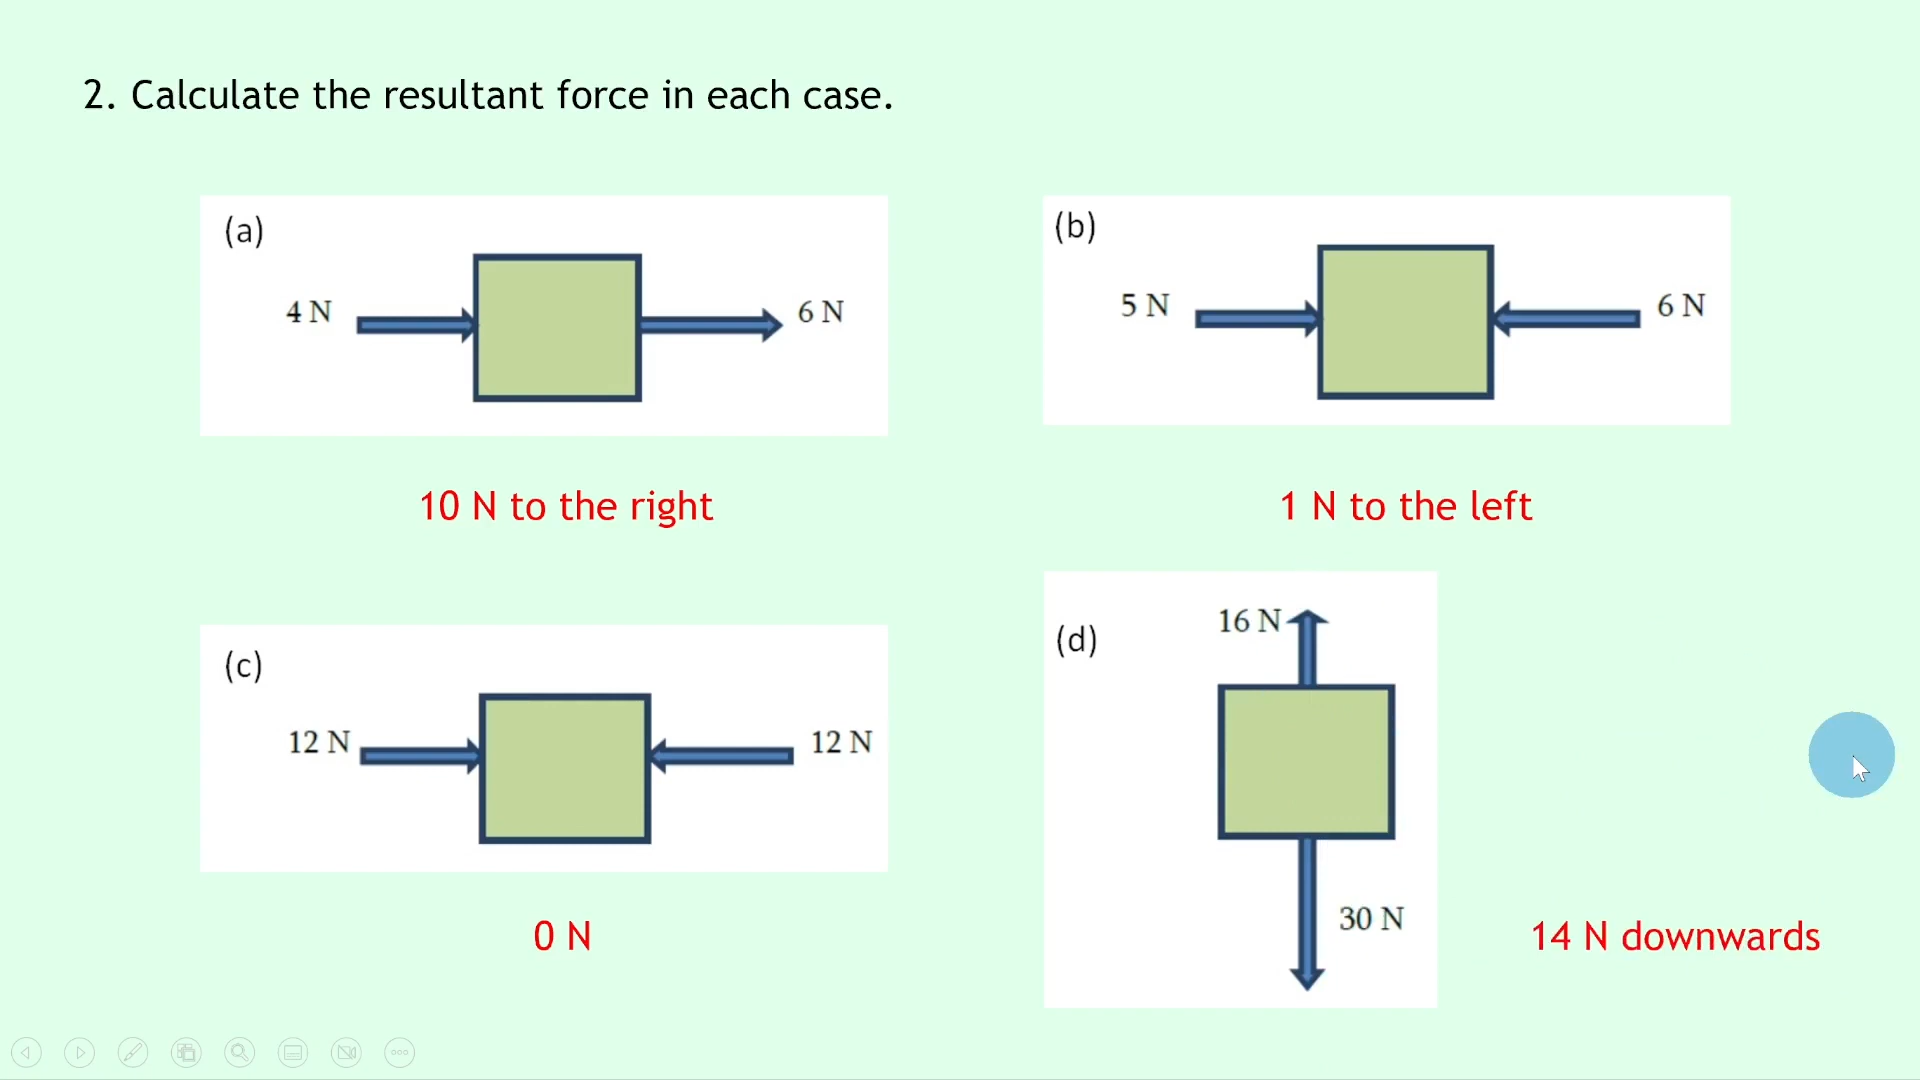 2. Calculate the resultant force in each case.
(a)
4 N
6 N
10 N to the right
(b)
5 N
6 N
1 N to the left
(c)
12 N
12 N
0 N
(d)
16 N
30 N
14 N downwards